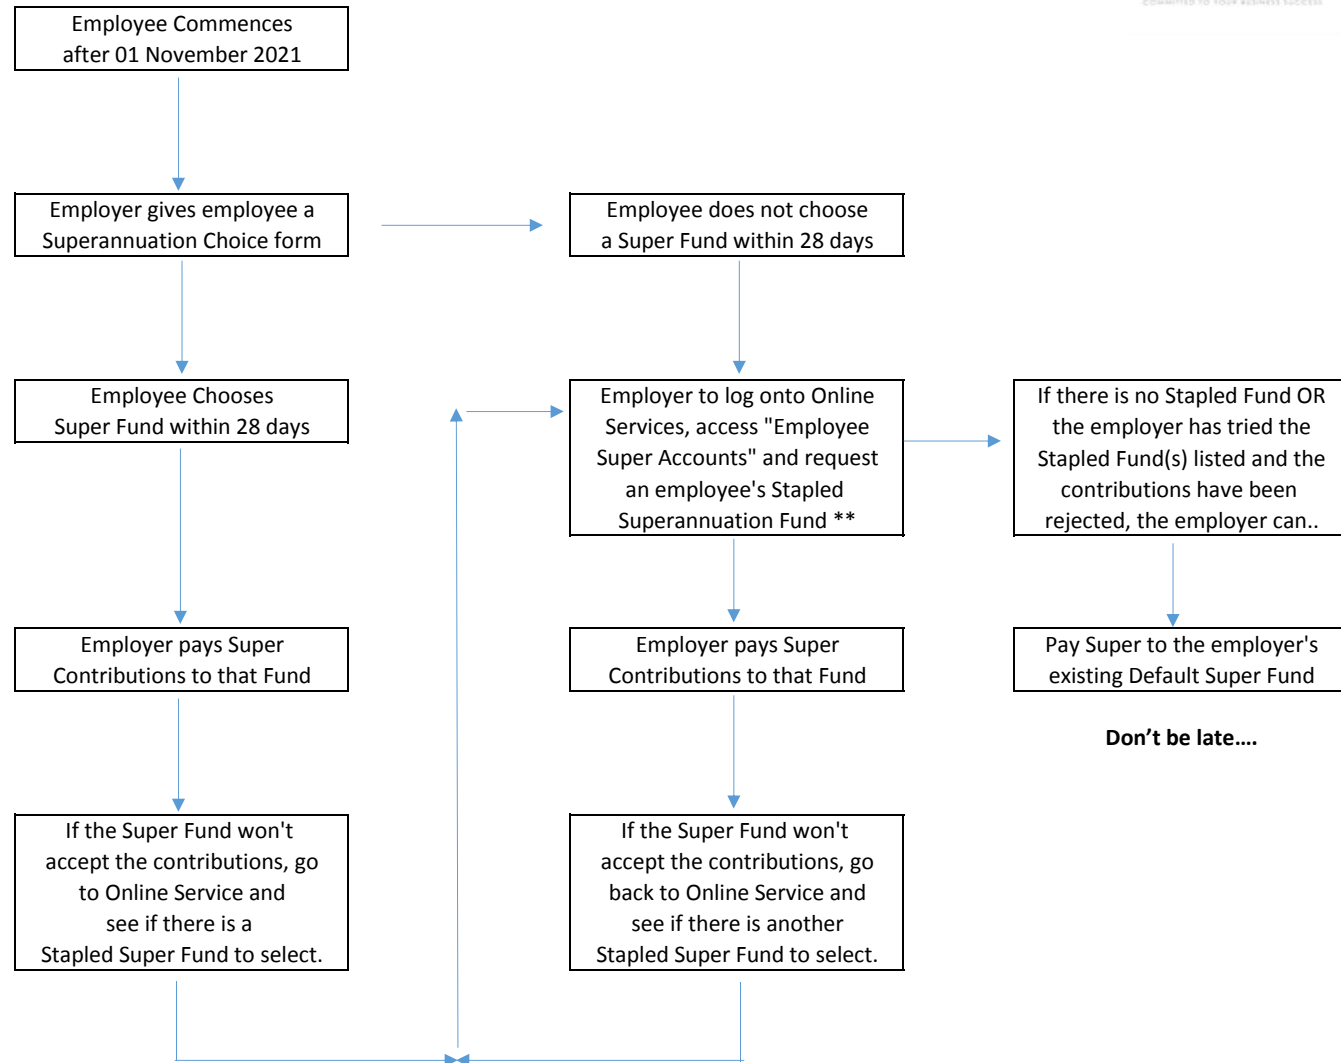 COMMITTED TO YOUR BUSINESS SUCCESS
Employee Commences
after 01 November 2021
Employer gives employee a
Superannuation Choice form
Employee does not choose
a Super Fund within 28 days
Employee Chooses
Super Fund within 28 days
Employer to log onto Online
Services, access "Employee
Super Accounts" and request
an employee's Stapled
Superannuation Fund **
If there is no Stapled Fund OR
the employer has tried the
Stapled Fund(s) listed and the
contributions have been
rejected, the employer can..
Employer pays Super
Contributions to that Fund
Employer pays Super
Contributions to that Fund
Pay Super to the employer's
existing Default Super Fund
Don’t be late….
If the Super Fund won't
accept the contributions, go
to Online Service and
see if there is a
Stapled Super Fund to select.
If the Super Fund won't
accept the contributions, go
back to Online Service and
see if there is another
Stapled Super Fund to select.